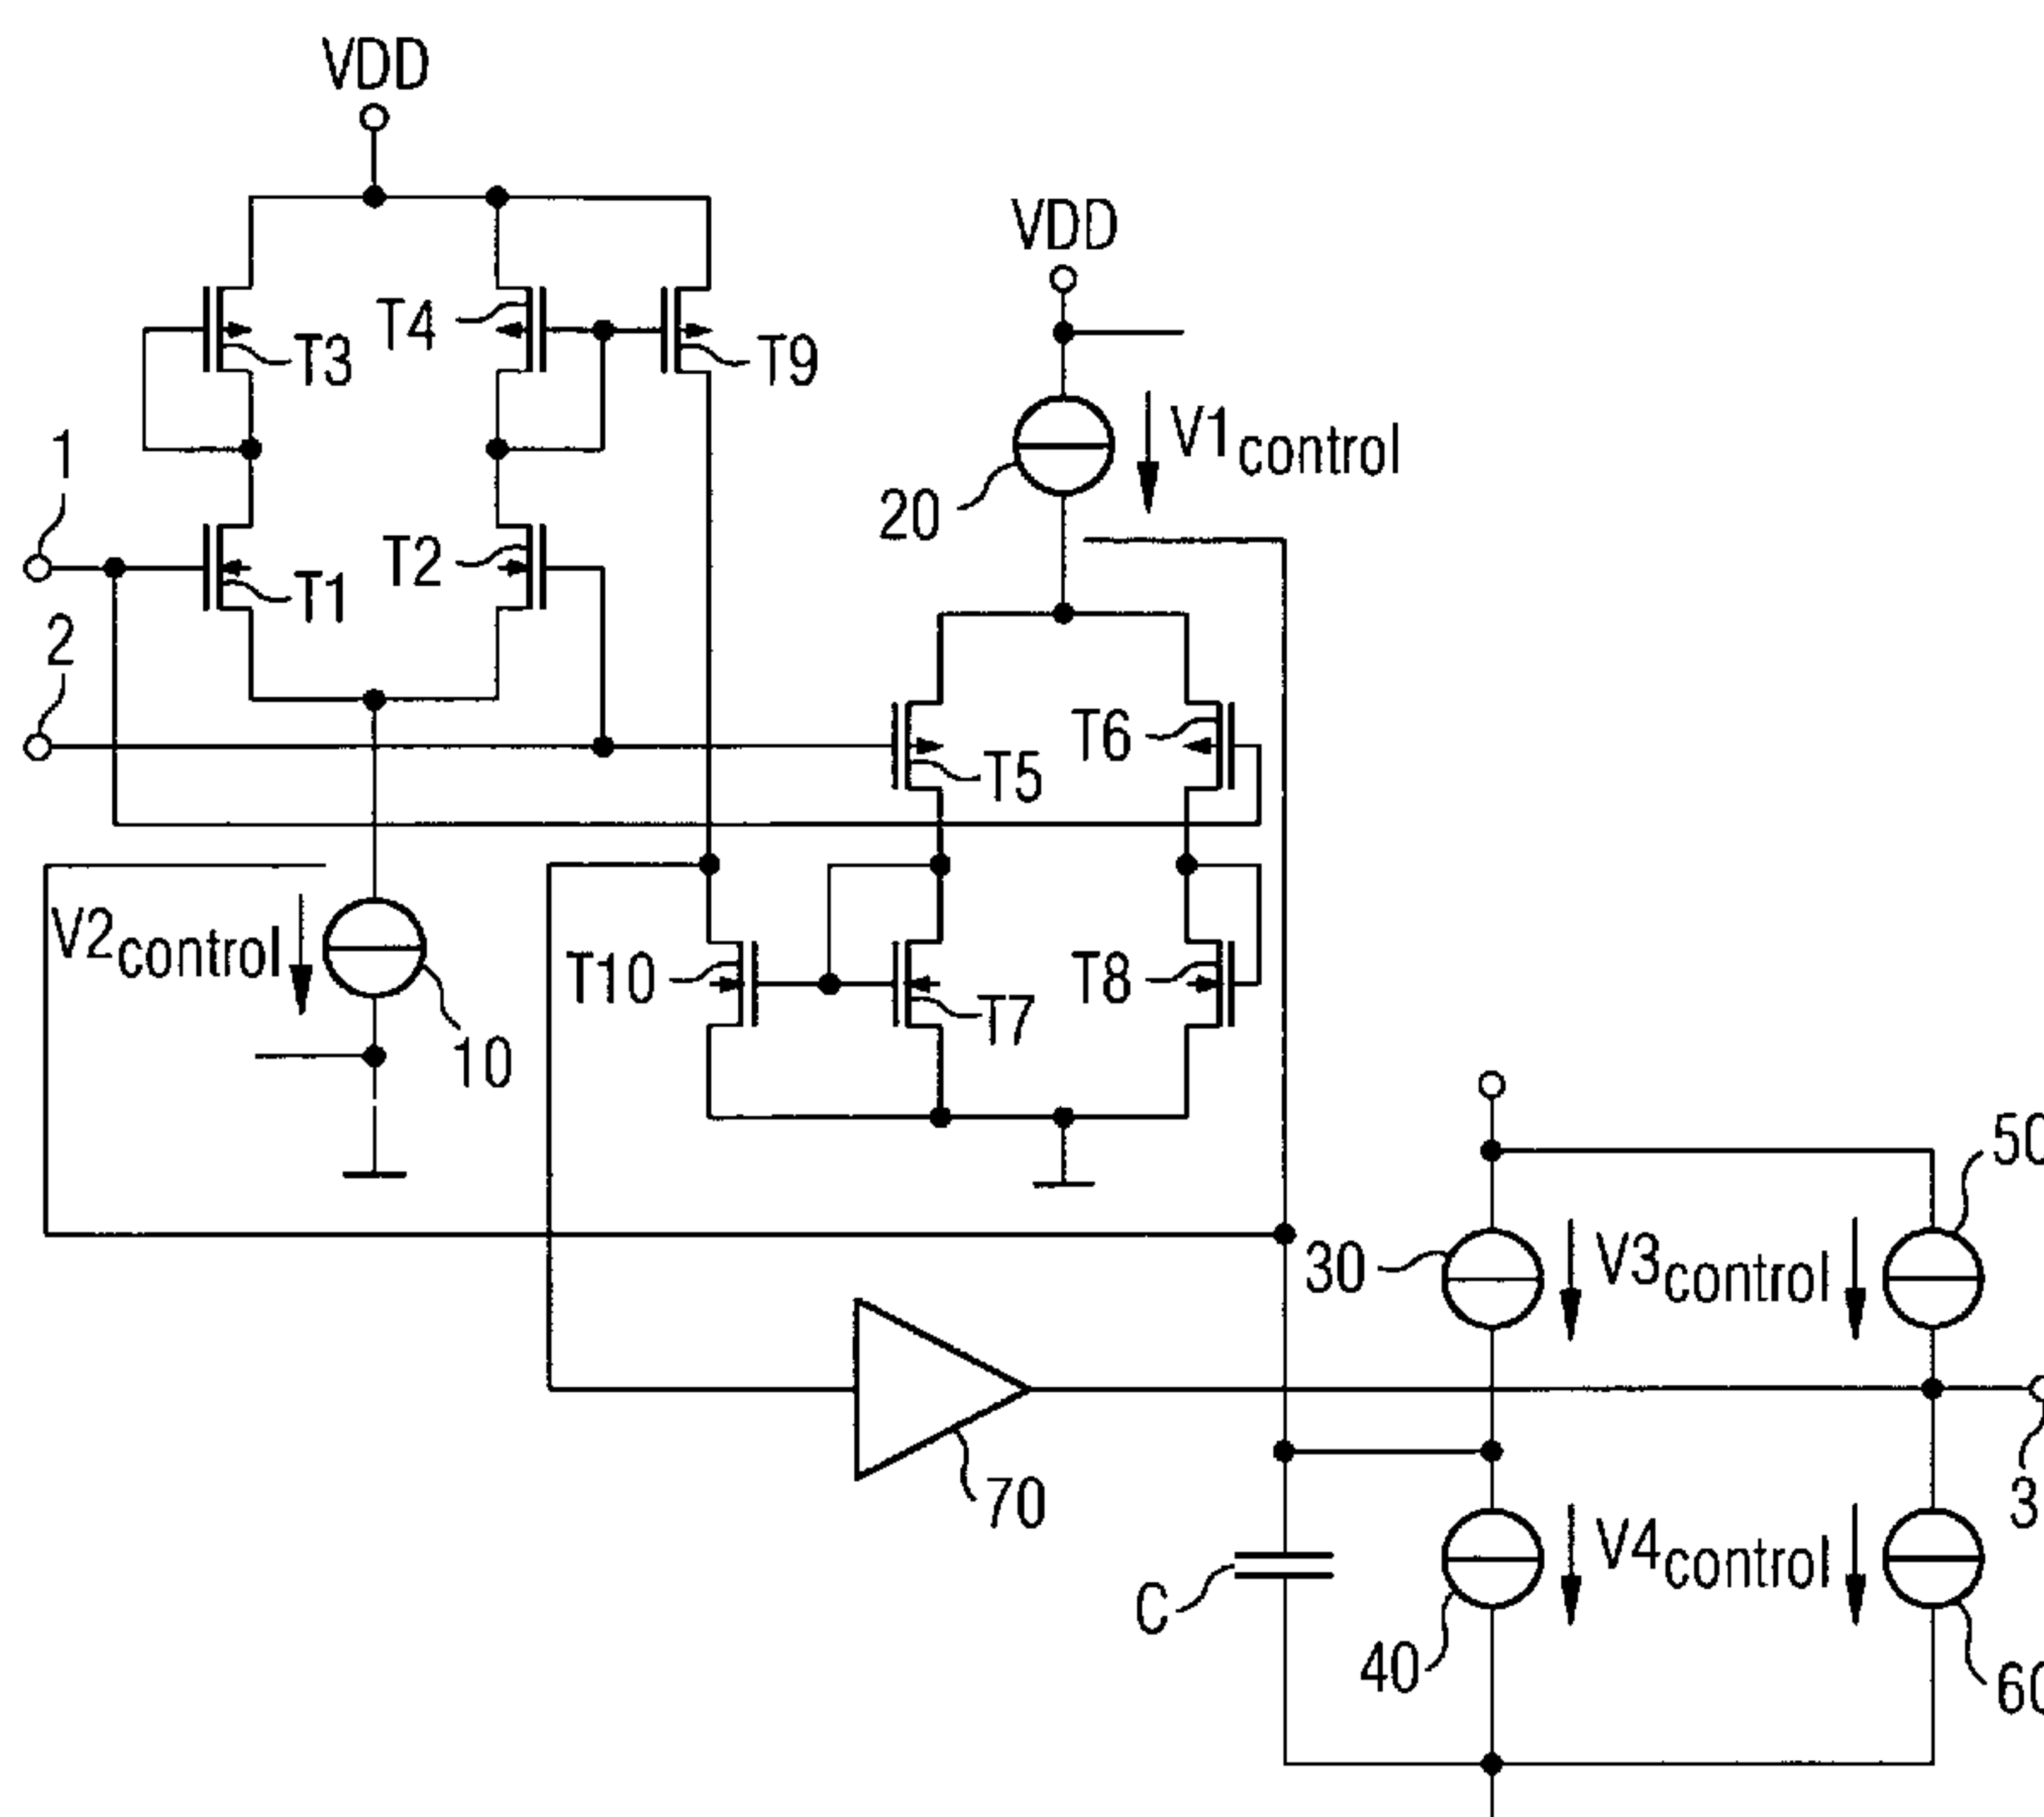 VDD
VDD
T3
T4
T9
1
V1control
20
T1
T2
2
T6
T5
V2control
T10
T7
T8
10
50
30
V3control
70
3
C
V4control
40
60